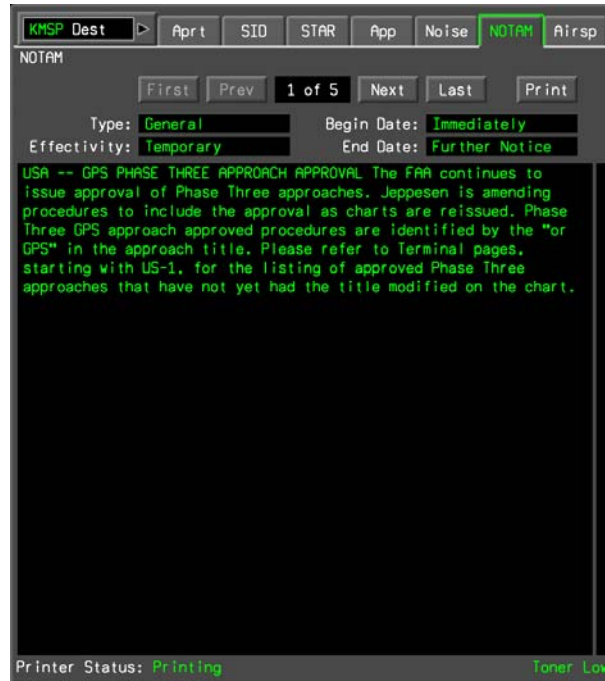 KMSP Dest Aprt SID STAR App Noise NOTAM Airsp
NOTAM
First Prev 1 of 5 Next Last Print
Type: General Begin Date: Immediately
Effectivity: Temporary End Date: Further Notice
USA -- GPS PHASE THREE APPROACH APPROVAL The FAA continues to
issue approval of Phase Three approaches. Jeppesen is amending
procedures to include the approval as charts are reissued. Phase
Three GPS approach approved procedures are identified by the "or
GPS" in the approach title. Please refer to Terminal pages,
starting with US-1, for the listing of approved Phase Three
approaches that have not yet had the title modified on the chart.
Printer Status: Printing Toner Low